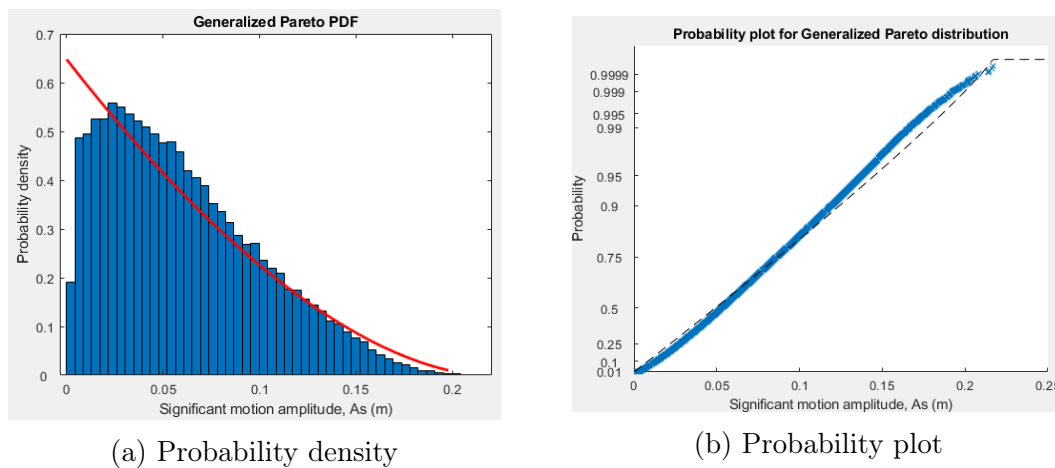 Generalized Pareto PDF
0.7
0.6
0.5
0.4
0.3
0.2
0.1
0
Probability density
0 0.05 0.1 0.15 0.2
Significant motion amplitude, As (m)
(a) Probability density
Probability plot for Generalized Pareto distribution
0.9999
0.999
0.995
0.99
0.95
0.9
0.75
0.5
0.25
0.1
0.01
Probability
0 0.05 0.1 0.15 0.2 0.25
Significant motion amplitude, As (m)
(b) Probability plot